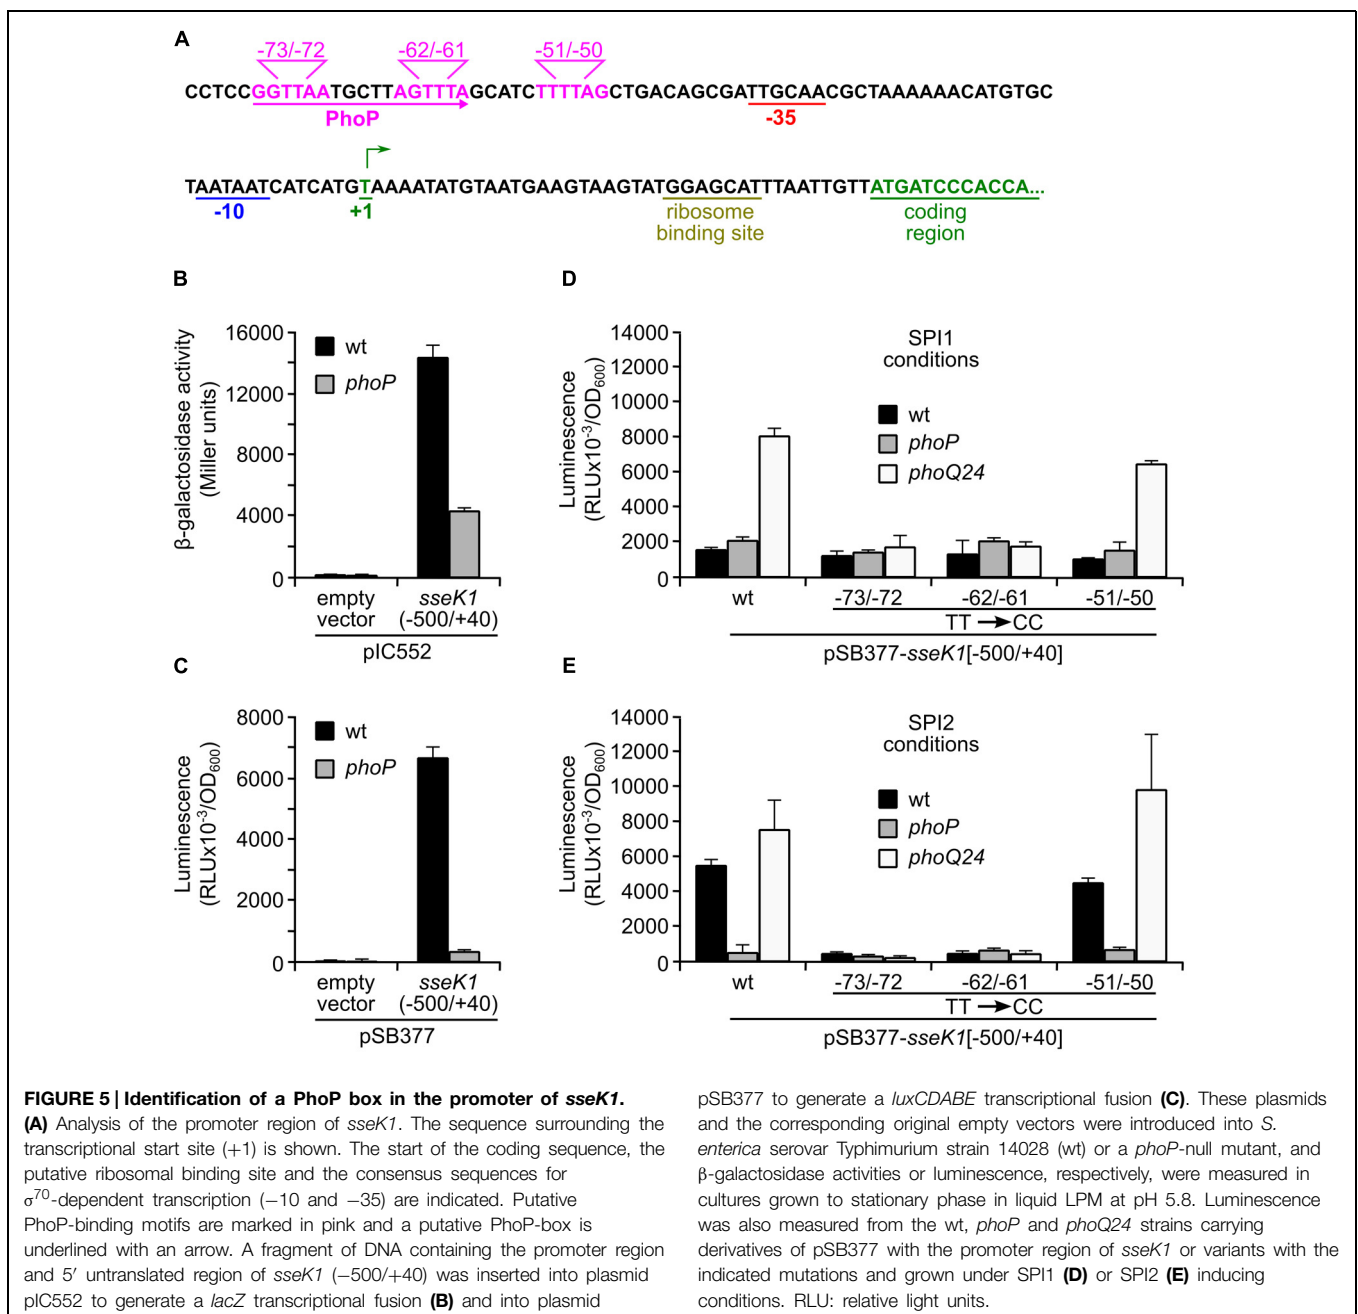 A
-73/-72 -62/-61 -51/-50
CCTCCGGTTAATGCTTAGTTTAGCATCTTTTAGCTGACAGCGATTGCAACGCTAAAAAACATGTGC
PhoP -35
TAATAATCATCATGTAAAATATGTAATGAAGTAAGTATGGAGCATTTAATTGTTATGATCCCACCA...
-10 +1 ribosome binding site coding region
B
β-galactosidase activity
(Miller units)
16000
12000
8000
4000
0
wt
phoP
empty vector
sseK1
(-500/+40)
pIC552
C
Luminescence
(RLUx10-3/OD600)
8000
6000
4000
2000
0
wt
phoP
empty vector
sseK1
(-500/+40)
pSB377
D
Luminescence
(RLUx10-3/OD600)
14000
12000
10000
8000
6000
4000
2000
0
SPI1
conditions
wt
phoP
phoQ24
wt -73/-72 -62/-61 -51/-50
TT → CC
pSB377-sseK1[-500/+40]
E
Luminescence
(RLUx10-3/OD600)
14000
12000
10000
8000
6000
4000
2000
0
SPI2
conditions
wt
phoP
phoQ24
wt -73/-72 -62/-61 -51/-50
TT → CC
pSB377-sseK1[-500/+40]
FIGURE 5 | Identification of a PhoP box in the promoter of sseK1.
(A) Analysis of the promoter region of sseK1. The sequence surrounding the
transcriptional start site (+1) is shown. The start of the coding sequence, the
putative ribosomal binding site and the consensus sequences for
σ70-dependent transcription (−10 and −35) are indicated. Putative
PhoP-binding motifs are marked in pink and a putative PhoP-box is
underlined with an arrow. A fragment of DNA containing the promoter region
and 5′ untranslated region of sseK1 (−500/+40) was inserted into plasmid
pIC552 to generate a lacZ transcriptional fusion (B) and into plasmid
pSB377 to generate a luxCDABE transcriptional fusion (C). These plasmids
and the corresponding original empty vectors were introduced into S.
enterica serovar Typhimurium strain 14028 (wt) or a phoP-null mutant, and
β-galactosidase activities or luminescence, respectively, were measured in
cultures grown to stationary phase in liquid LPM at pH 5.8. Luminescence
was also measured from the wt, phoP and phoQ24 strains carrying
derivatives of pSB377 with the promoter region of sseK1 or variants with the
indicated mutations and grown under SPI1 (D) or SPI2 (E) inducing
conditions. RLU: relative light units.